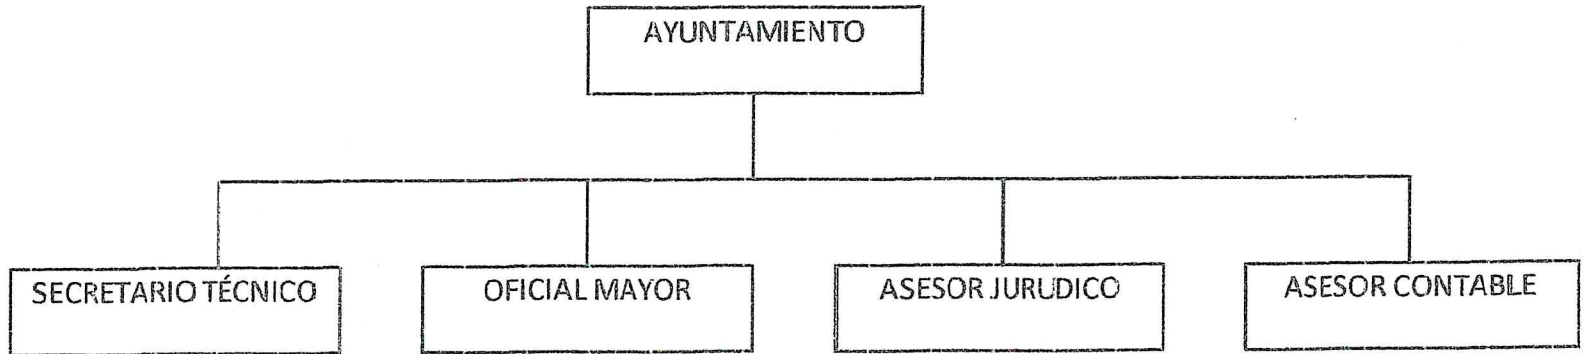 AYUNTAMIENTO
SECRETARIO TÉCNICO
OFICIAL MAYOR
ASESOR JURUDICO
ASESOR CONTABLE